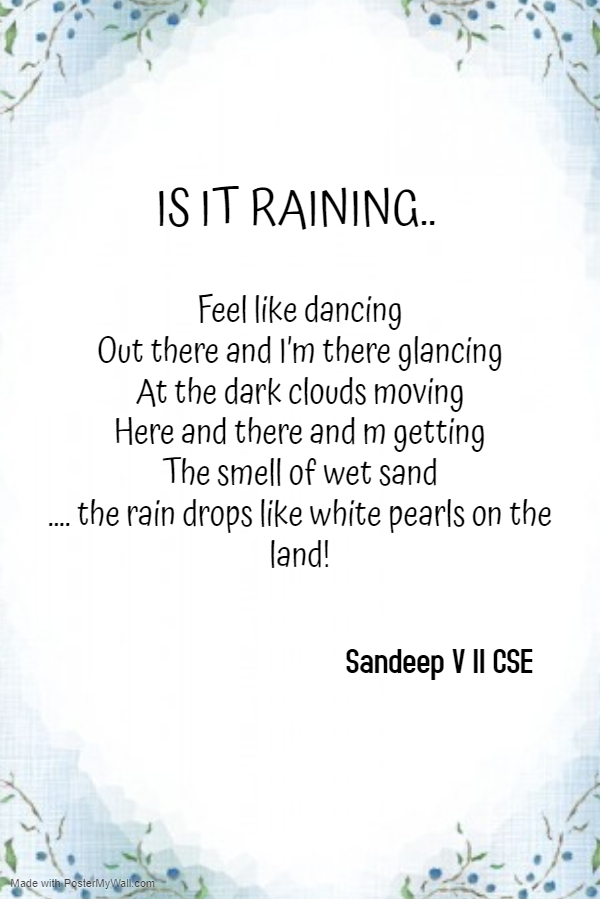 IS IT RAINING..
Feel like dancing
Out there and I'm there glancing
At the dark clouds moving
Here and there and m getting
The smell of wet sand
.... the rain drops like white pearls on the
land!
Sandeep V II CSE
Made with PosterMyWall.com